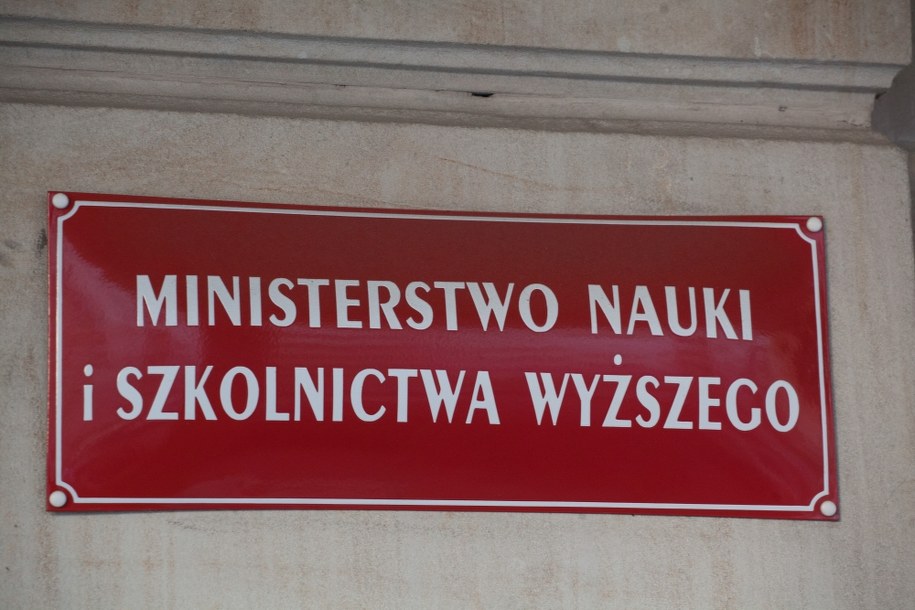 MINISTERSTWO NAUKI
i SZKOLNICTWA WYŻSZEGO